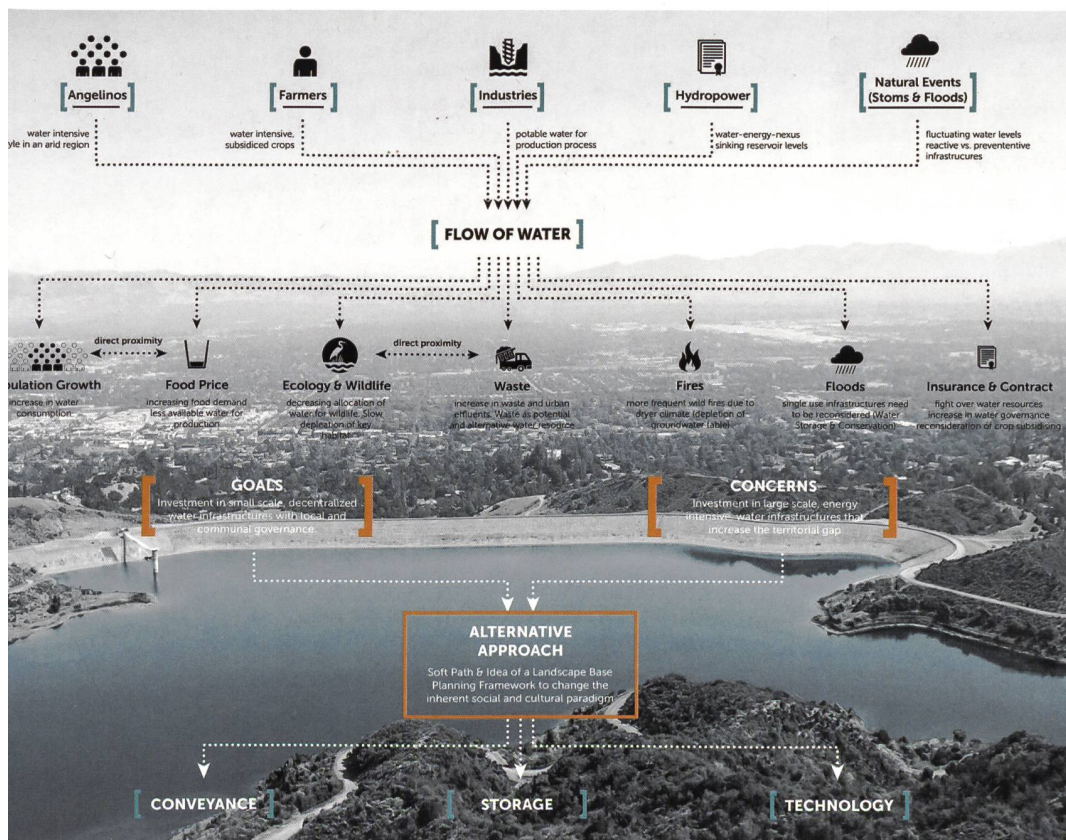 Angelinos
Farmers
Industries
Hydropower
Natural Events
(Stoms & Floods)
water intensive
yle in an arid region
water intensive,
subsidiced crops
potable water for
production process
water-energy-nexus
sinking reservoir levels
fluctuating water levels
reactive vs. prevententive
infrastrucures
FLOW OF WATER
direct proximity
direct proximity
pulation Growth
increase in water
consumption.
Food Price
increasing food demand
less available water for
production
Ecology & Wildlife
decreasing allocation of
water for wildlife. Slow
depleation of key
habitat
Waste
increase in waste and urban
effluents. Waste as potential
and alternative water resource
Fires
more frequent wild fires due to
dryer climate (depletion of
groundwater table)
Floods
single use infrastructures need
to be reconsidered (Water
Storage & Conservation)
Insurance & Contract
fight over water resources
increase in water governance
reconsideration of crop subsidising
GOALS
Investment in small scale, decentralized
water infrastructures with local and
communal governance.
CONCERNS
Investment in large scale, energy
intensive water infrastructures that
increase the territorial gap
ALTERNATIVE
APPROACH
Soft Path & Idea of a Landscape Base
Planning Framework to change the
inherent social and cultural paradigm
CONVEYANCE
STORAGE
TECHNOLOGY